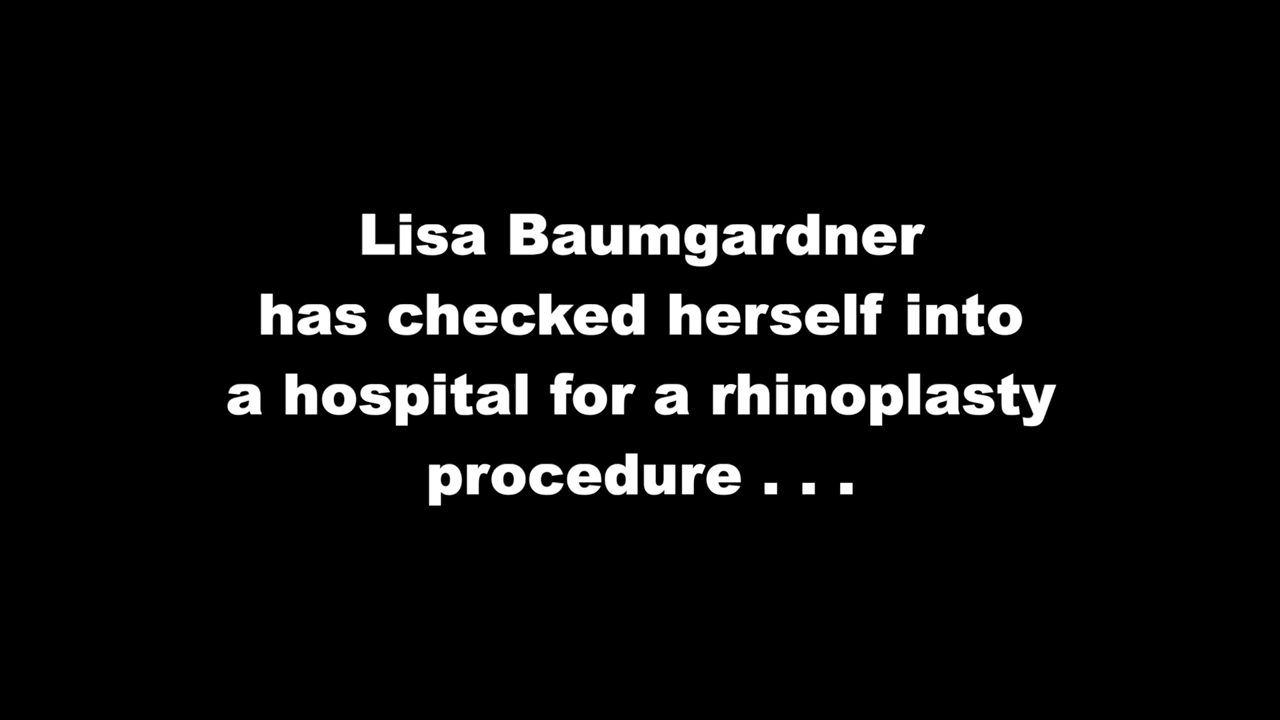 Lisa Baumgardner
has checked herself into
a hospital for a rhinoplasty
procedure . . .